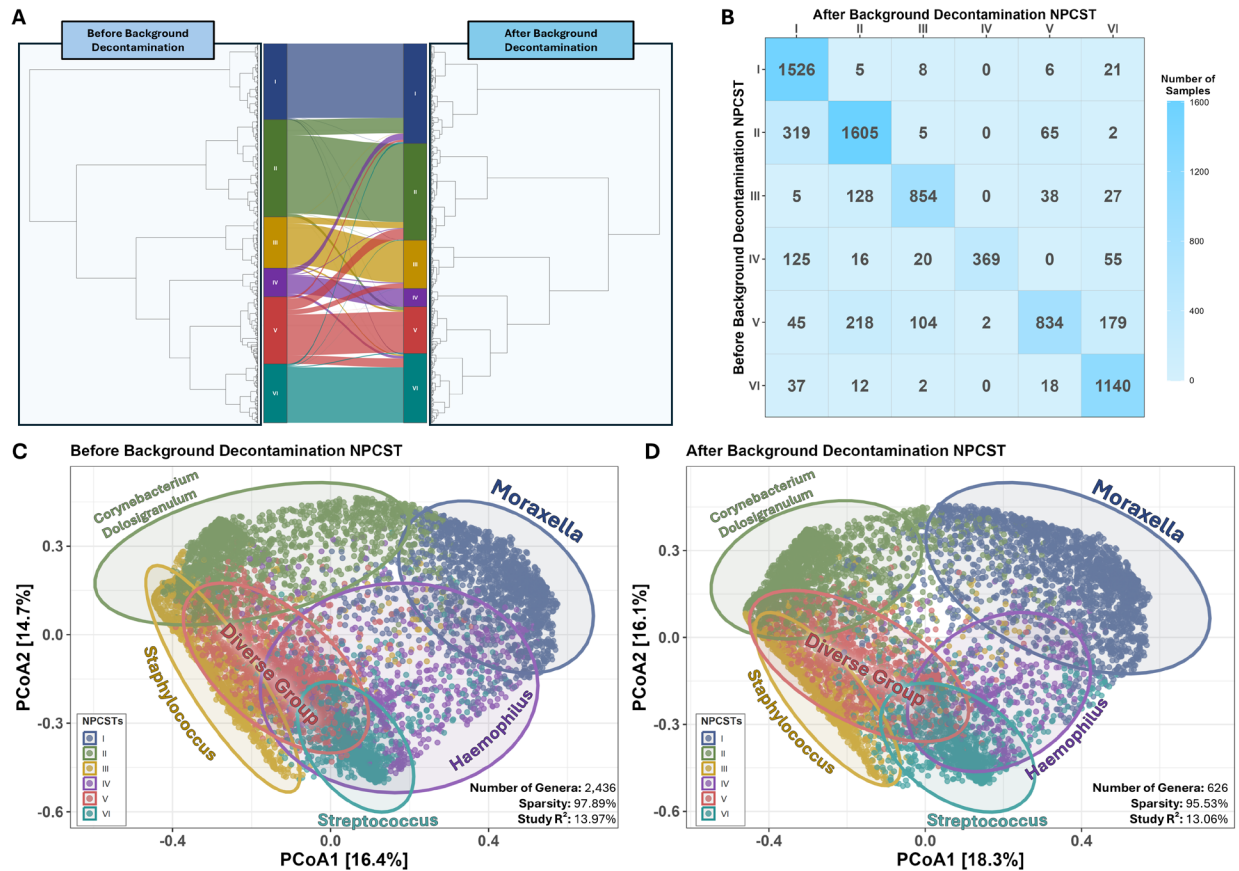 A
Before Background
Decontamination
After Background
Decontamination
I
II
III
IV
V
VI
I
II
III
IV
V
VI
B
After Background Decontamination NPCST
I II III IV V VI
Before Background Decontamination NPCST
I 1526 5 8 0 6 21
II 319 1605 5 0 65 2
III 5 128 854 0 38 27
IV 125 16 20 369 0 55
V 45 218 104 2 834 179
VI 37 12 2 0 18 1140
Number of
Samples
1600
1200
800
400
0
C
Before Background Decontamination NPCST
Corynebacterium
Dolosigranulum
Moraxella
Diverse Group
Staphylococcus
Haemophilus
Streptococcus
NPCSTs
I
II
III
IV
V
VI
Number of Genera: 2,436
Sparsity: 97.89%
Study R²: 13.97%
PCoA2 [14.7%]
0.3
0.0
-0.3
-0.6
-0.4 0.0 0.4
PCoA1 [16.4%]
D
After Background Decontamination NPCST
Corynebacterium
Dolosigranulum
Moraxella
Diverse Group
Staphylococcus
Haemophilus
Streptococcus
NPCSTs
I
II
III
IV
V
VI
Number of Genera: 626
Sparsity: 95.53%
Study R²: 13.06%
PCoA2 [16.1%]
0.3
0.0
-0.3
-0.6
-0.4 0.0 0.4
PCoA1 [18.3%]